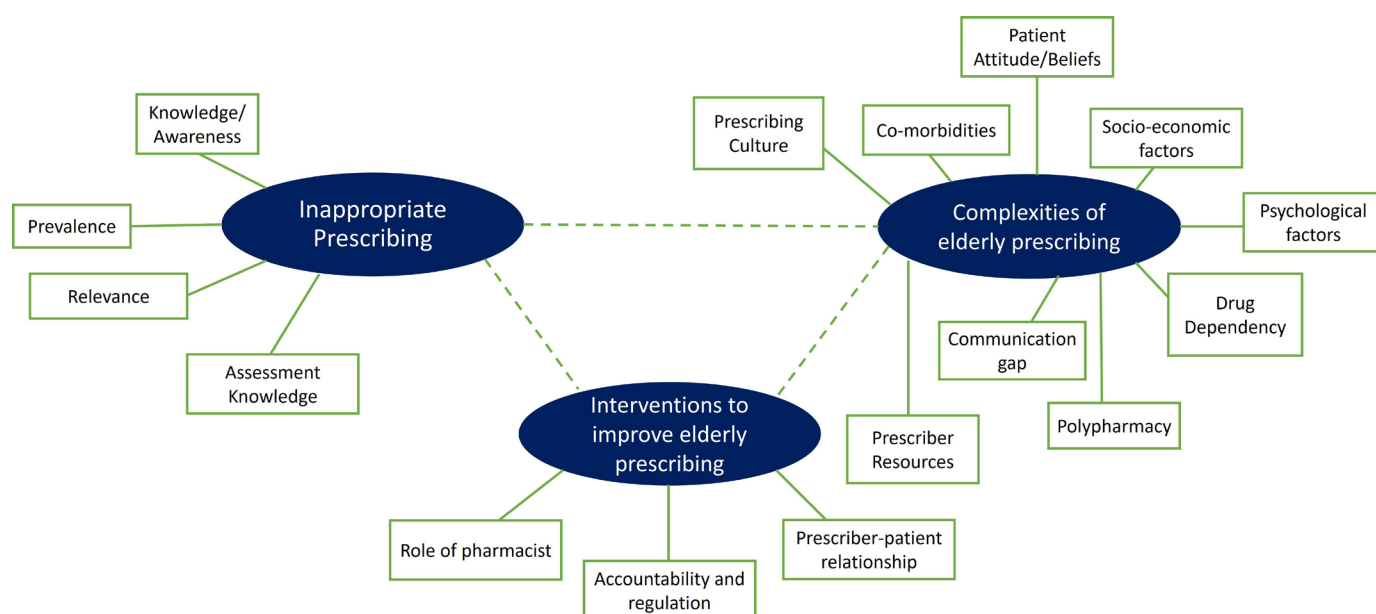 Patient
Attitude/Beliefs
Knowledge/
Awareness
Prescribing
Culture
Co-morbidities
Socio-economic
factors
Inappropriate
Prescribing
Complexities of
elderly prescribing
Prevalence
Psychological
factors
Relevance
Drug
Dependency
Communication
gap
Assessment
Knowledge
Interventions to
improve elderly
prescribing
Polypharmacy
Prescriber
Resources
Role of pharmacist
Prescriber-patient
relationship
Accountability and
regulation